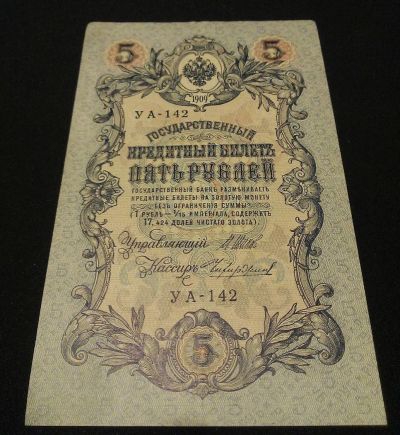 5 5
1909
УА-142
ГОСУДАРСТВЕННЫЙ
КРЕДИТНЫЙ БИЛЕТЪ
ПЯТЬ РУБЛЕЙ
ГОСУДАРСТВЕННЫЙ БАНКЪ РАЗМѢНИВАЕТЪ
КРЕДИТНЫЕ БИЛЕТЫ НА ЗОЛОТУЮ МОНЕТУ
БЕЗЪ ОГРАНИЧЕНІЯ СУММЫ
(1 РУБЛЬ = 1/15 ИМПЕРІАЛА, СОДЕРЖИТЪ
17,424 ДОЛЕЙ ЧИСТАГО ЗОЛОТА).
Управляющій
Кассиръ
УА-142
5